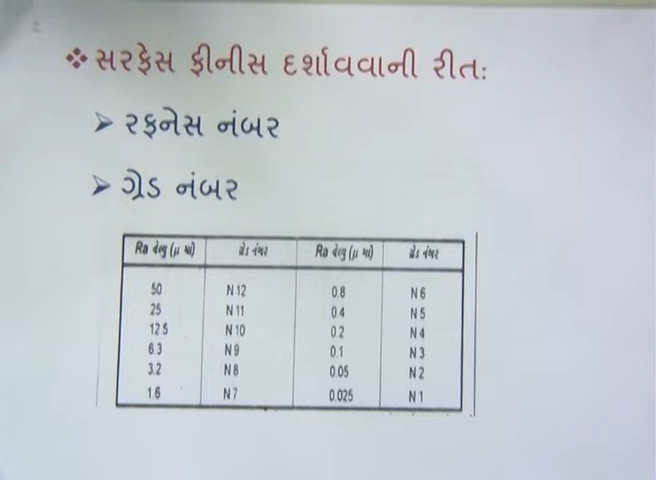 ❖ સરફેસ ફીનીસ દર્શાવવાની રીતઃ
➤ રફનેસ નંબર
➤ ગ્રેડ નંબર
Ra વેલ્યુ (μ માં) ગ્રેડ નંબર Ra વેલ્યુ (μ માં) ગ્રેડ નંબર
50 N12 0.8 N6
25 N11 0.4 N5
12.5 N10 0.2 N4
6.3 N9 0.1 N3
3.2 N8 0.05 N2
1.6 N7 0.025 N1